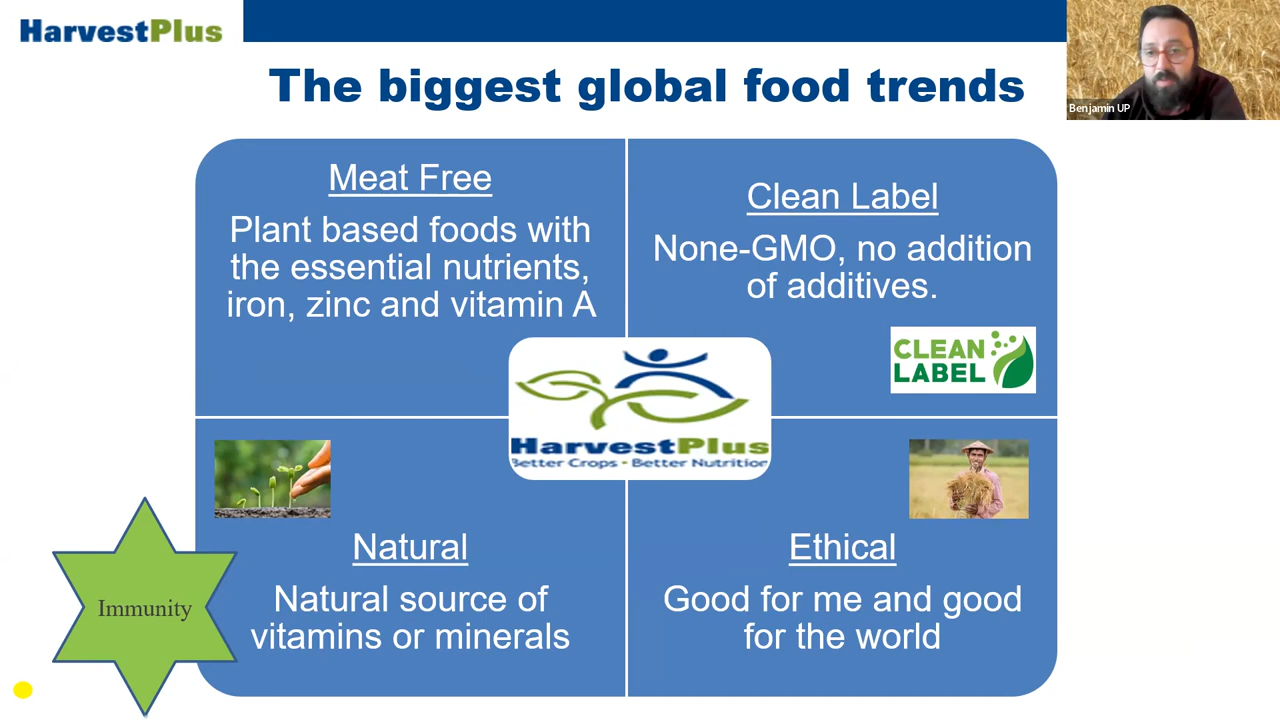 HarvestPlus
Benjamin UP
The biggest global food trends
Meat Free
Plant based foods with
the essential nutrients,
iron, zinc and vitamin A
Clean Label
None-GMO, no addition
of additives.
CLEAN
LABEL
HarvestPlus
Better Crops • Better Nutrition
Natural
Natural source of
vitamins or minerals
Ethical
Good for me and good
for the world
Immunity